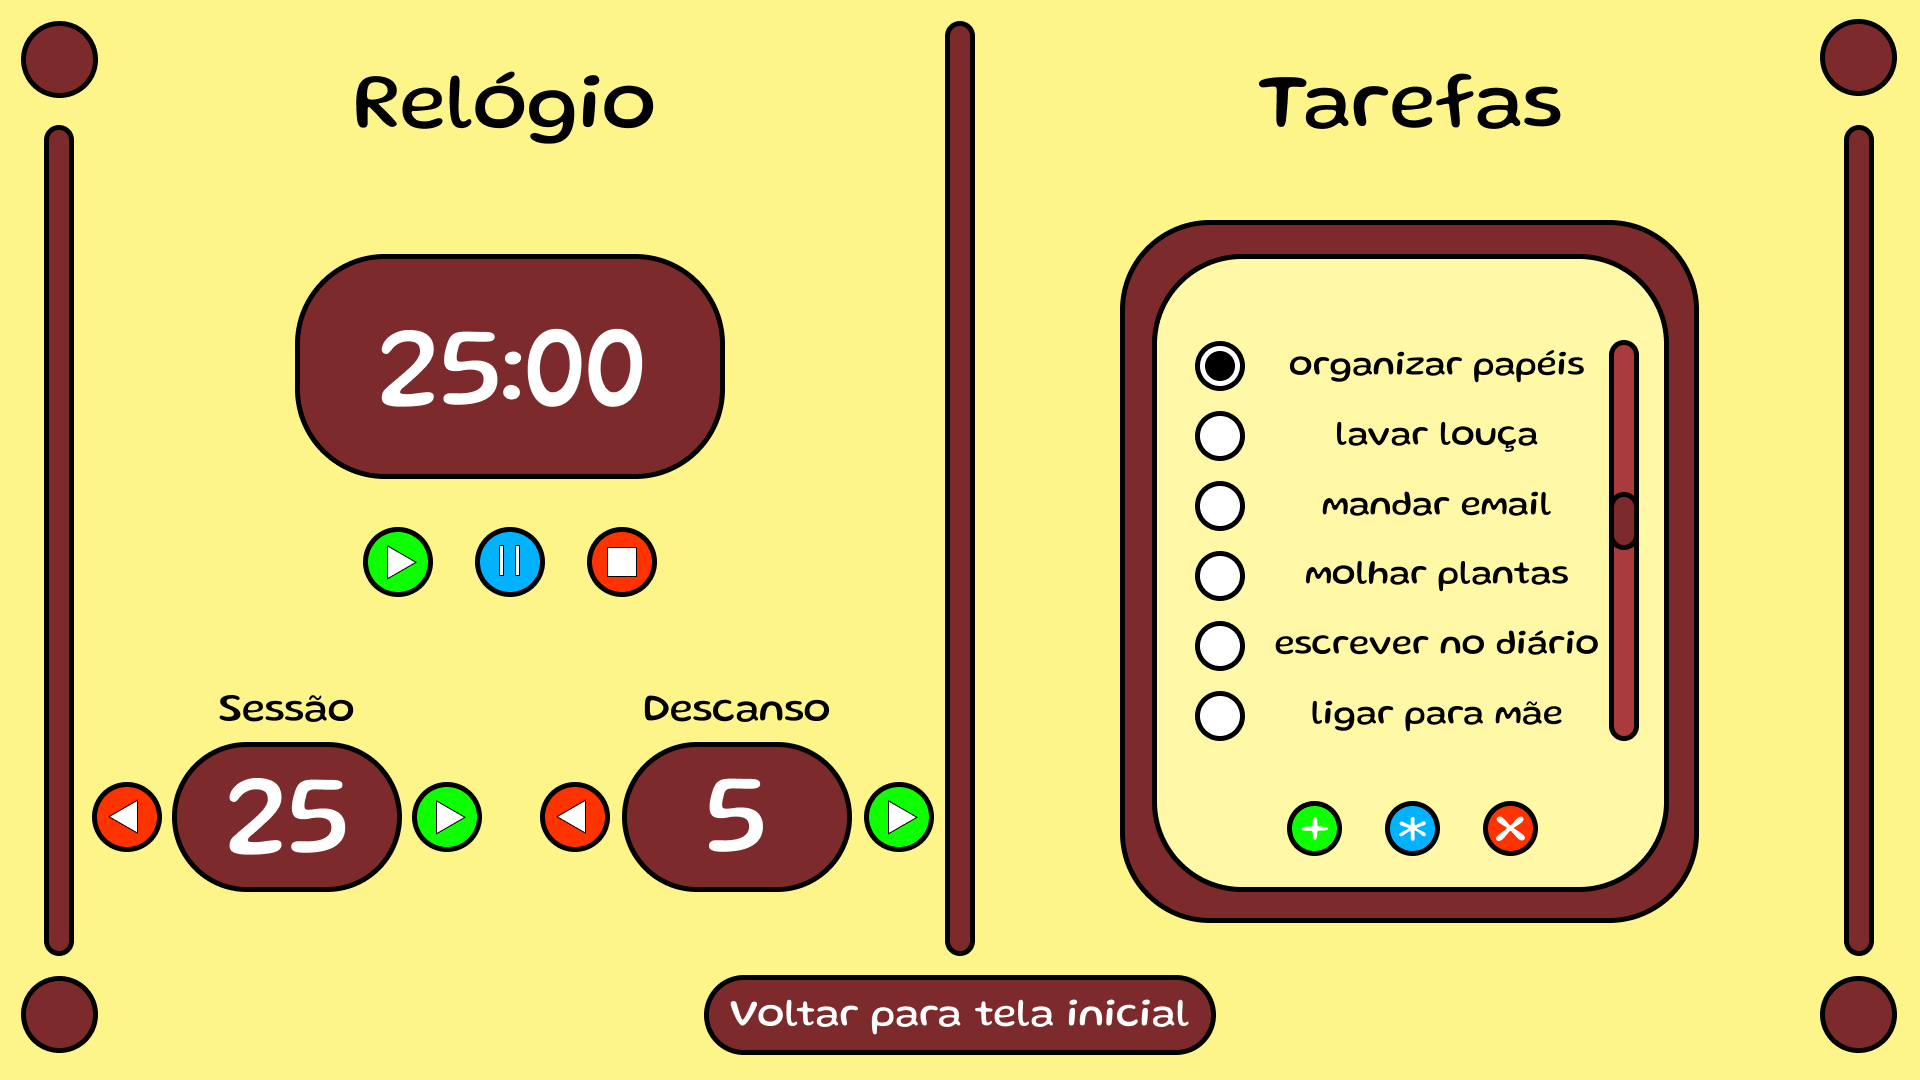 Relógio
25:00
Sessão
25
Descanso
5
Tarefas
organizar papéis
lavar louça
mandar email
molhar plantas
escrever no diário
ligar para mãe
Voltar para tela inicial